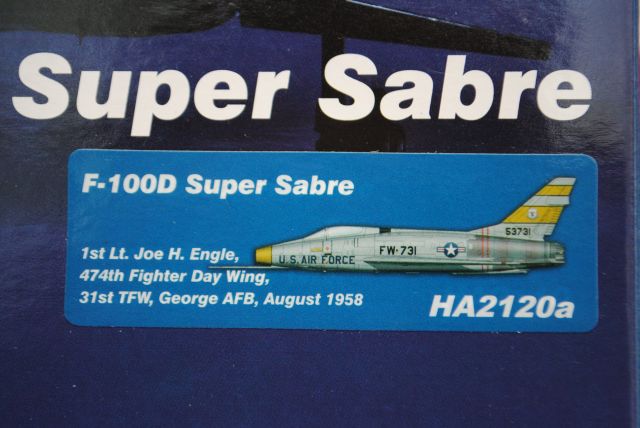 Super Sabre
F-100D Super Sabre
53731
FW-731
U.S. AIR FORCE
1st Lt. Joe H. Engle,
474th Fighter Day Wing,
31st TFW, George AFB, August 1958
HA2120a